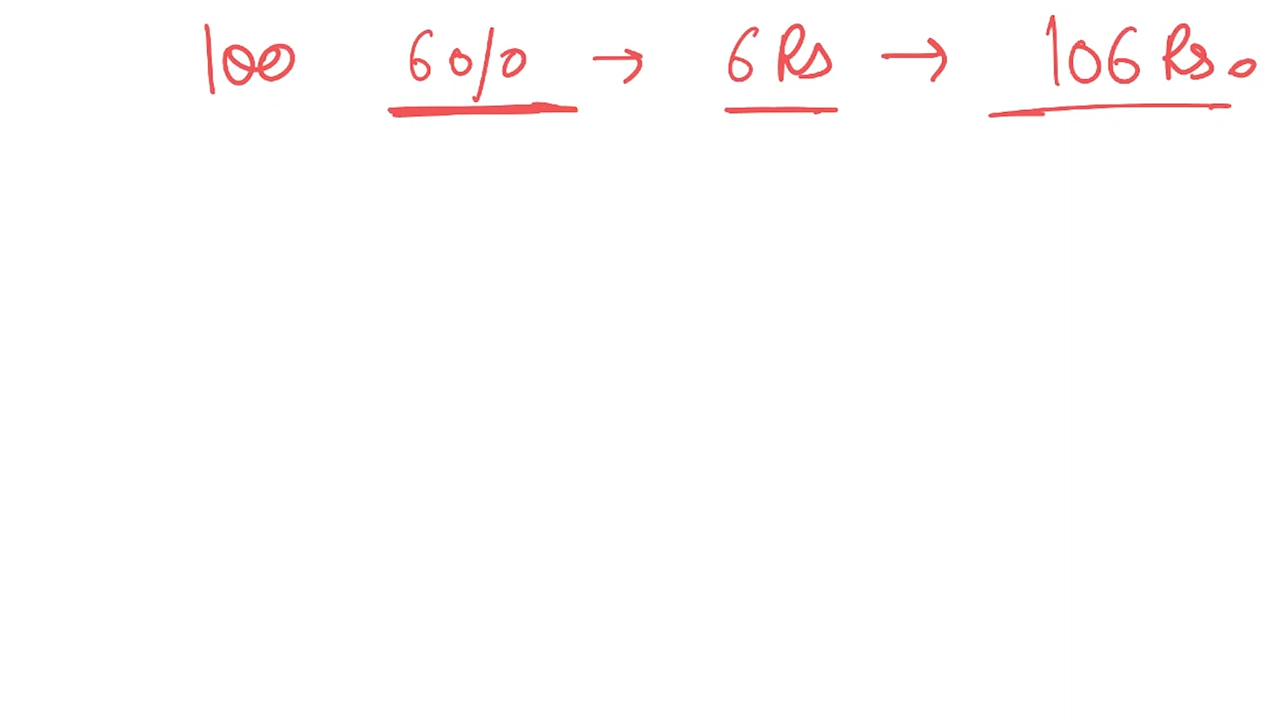 100 6% → 6 Rs → 106 Rs.